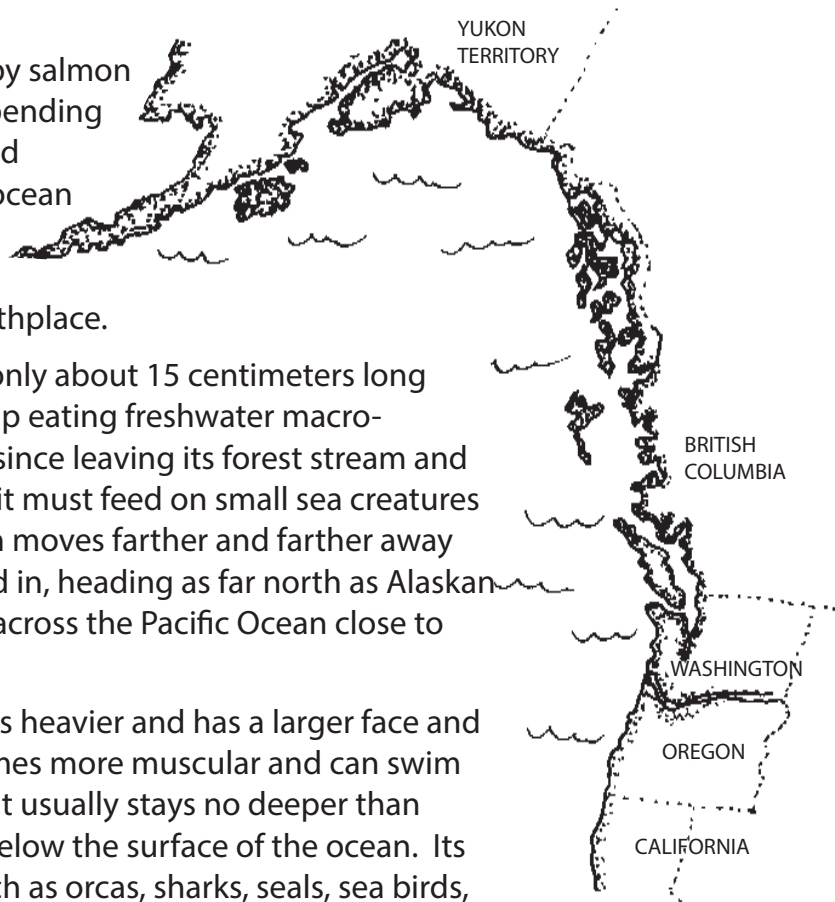 by salmon
pending
d
ocean
thplace.
only about 15 centimeters long
p eating freshwater macro-
since leaving its forest stream and
it must feed on small sea creatures
n moves farther and farther away
d in, heading as far north as Alaskan
across the Pacific Ocean close to
s heavier and has a larger face and
nes more muscular and can swim
t usually stays no deeper than
elow the surface of the ocean.  Its
th as orcas, sharks, seals, sea birds,
YUKON
TERRITORY
BRITISH
COLUMBIA
WASHINGTON
OREGON
CALIFORNIA